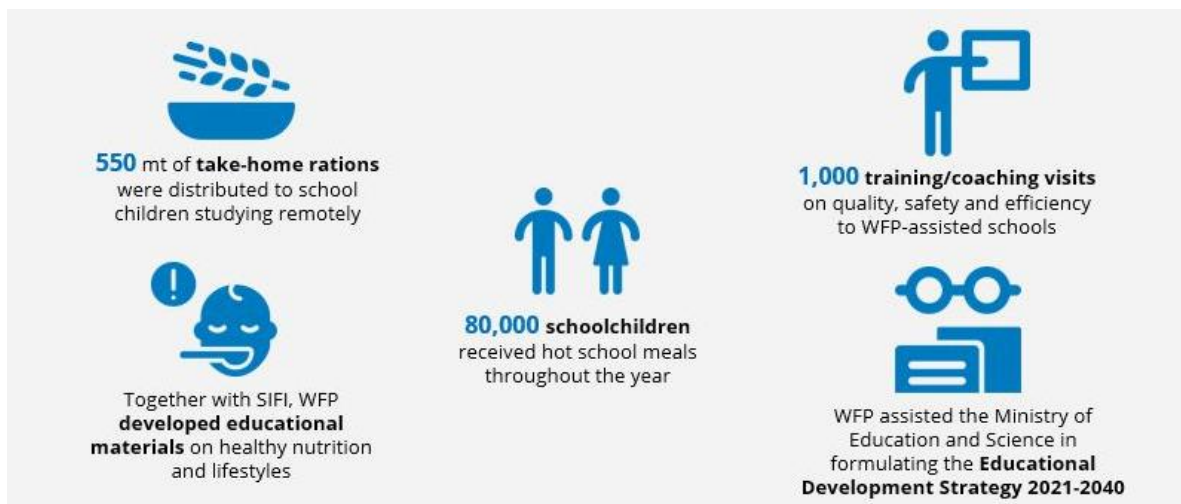 550 mt of take-home rations
were distributed to school
children studying remotely
Together with SIFI, WFP
developed educational
materials on healthy nutrition
and lifestyles
80,000 schoolchildren
received hot school meals
throughout the year
1,000 training/coaching visits
on quality, safety and efficiency
to WFP-assisted schools
WFP assisted the Ministry of
Education and Science in
formulating the Educational
Development Strategy 2021-2040